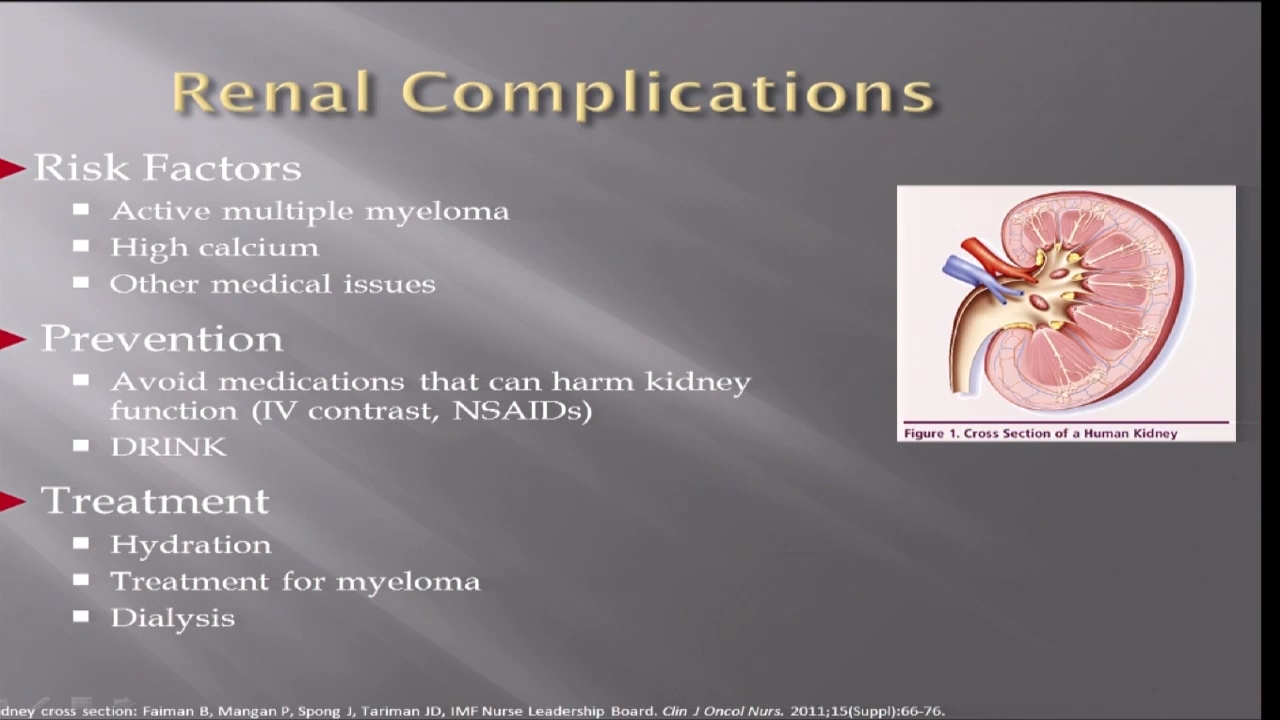 Renal Complications
Risk Factors
Active multiple myeloma
High calcium
Other medical issues
Prevention
Avoid medications that can harm kidney
function (IV contrast, NSAIDs)
DRINK
Treatment
Hydration
Treatment for myeloma
Dialysis
Figure 1. Cross Section of a Human Kidney
dney cross section: Faiman B, Mangan P, Spong J, Tariman JD, IMF Nurse Leadership Board. Clin J Oncol Nurs. 2011;15(Suppl):66-76.